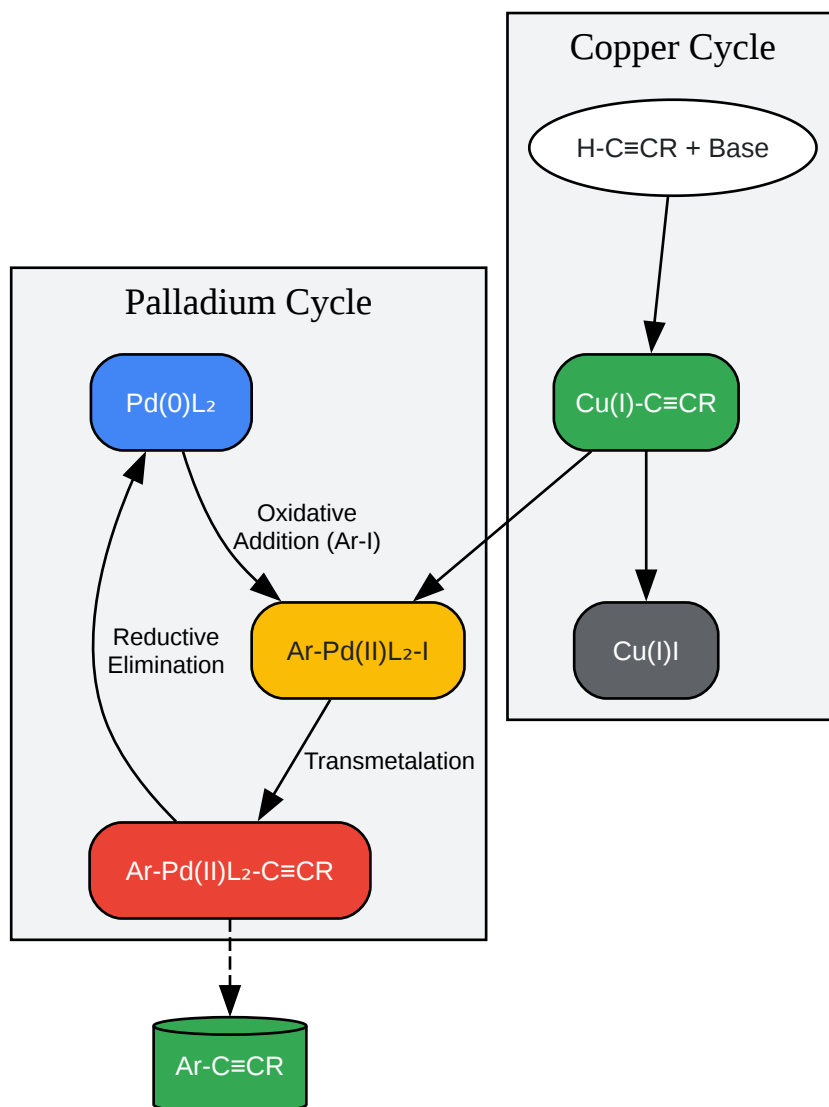 Copper Cycle
H-C≡CR + Base
Palladium Cycle
Pd(0)L₂
Cu(I)-C≡CR
Oxidative
Addition (Ar-I)
Reductive
Elimination
Ar-Pd(II)L₂-I
Cu(I)I
Transmetalation
Ar-Pd(II)L₂-C≡CR
Ar-C≡CR